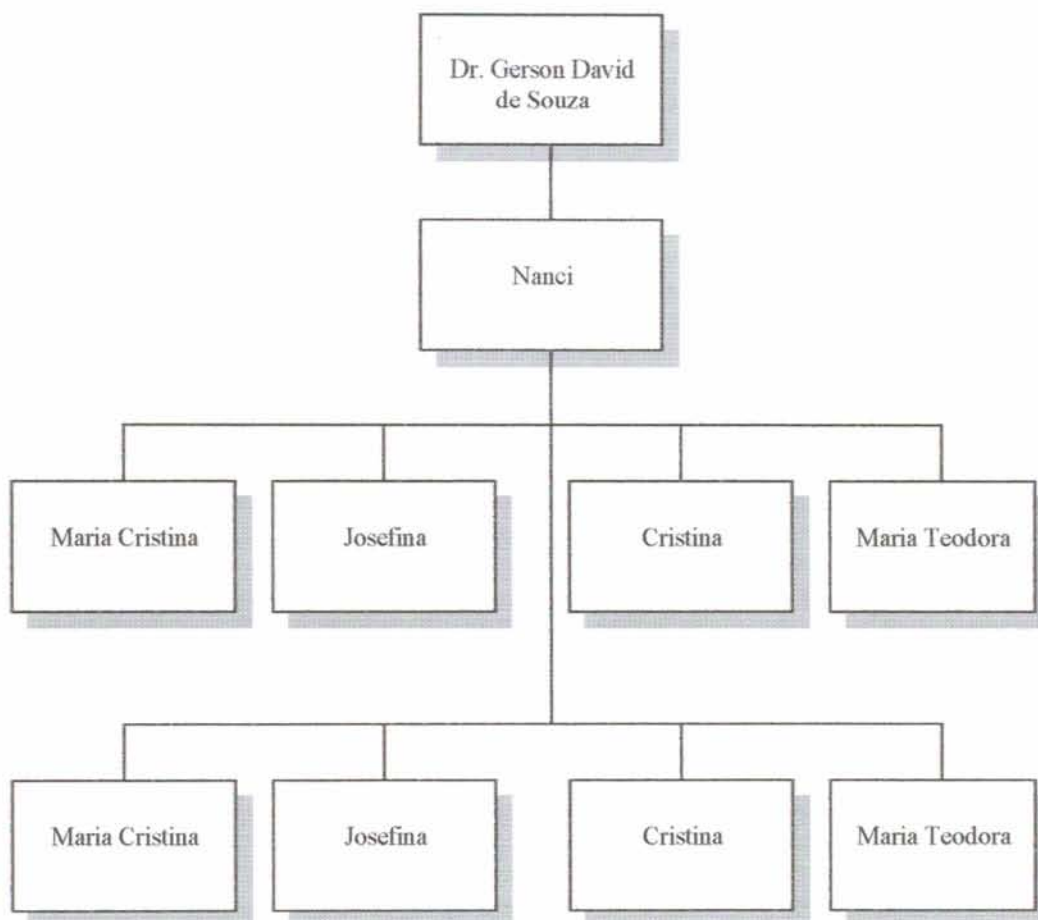 Dr. Gerson David
de Souza
Nanci
Maria Cristina
Josefina
Cristina
Maria Teodora
Maria Cristina
Josefina
Cristina
Maria Teodora